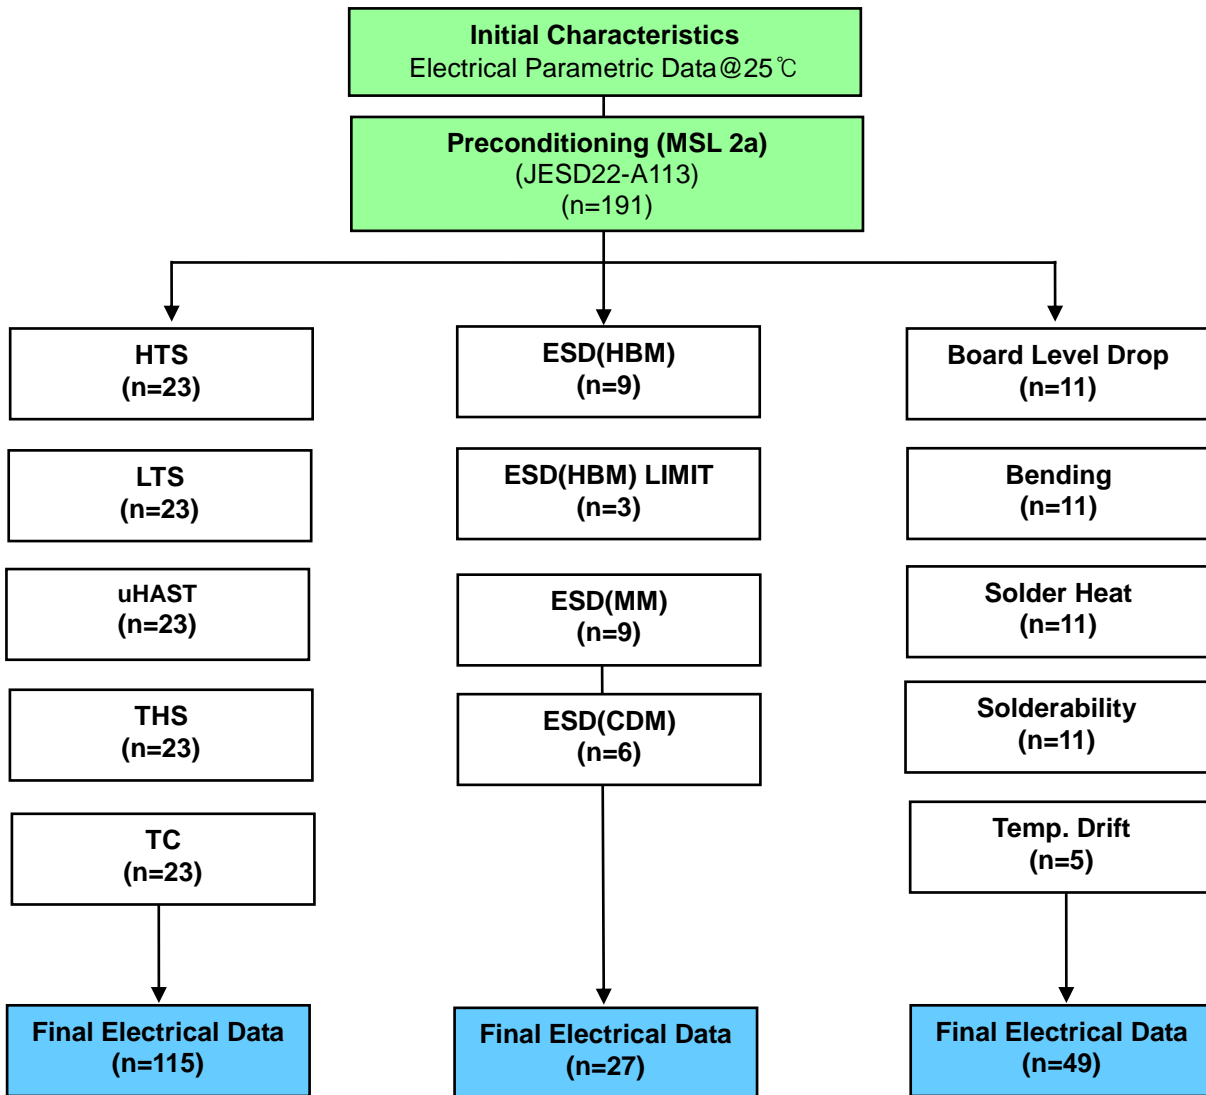 Initial Characteristics
Electrical Parametric Data@25℃
Preconditioning (MSL 2a)
(JESD22-A113)
(n=191)
HTS
(n=23)
LTS
(n=23)
uHAST
(n=23)
THS
(n=23)
TC
(n=23)
Final Electrical Data
(n=115)
ESD(HBM)
(n=9)
ESD(HBM) LIMIT
(n=3)
ESD(MM)
(n=9)
ESD(CDM)
(n=6)
Final Electrical Data
(n=27)
Board Level Drop
(n=11)
Bending
(n=11)
Solder Heat
(n=11)
Solderability
(n=11)
Temp. Drift
(n=5)
Final Electrical Data
(n=49)